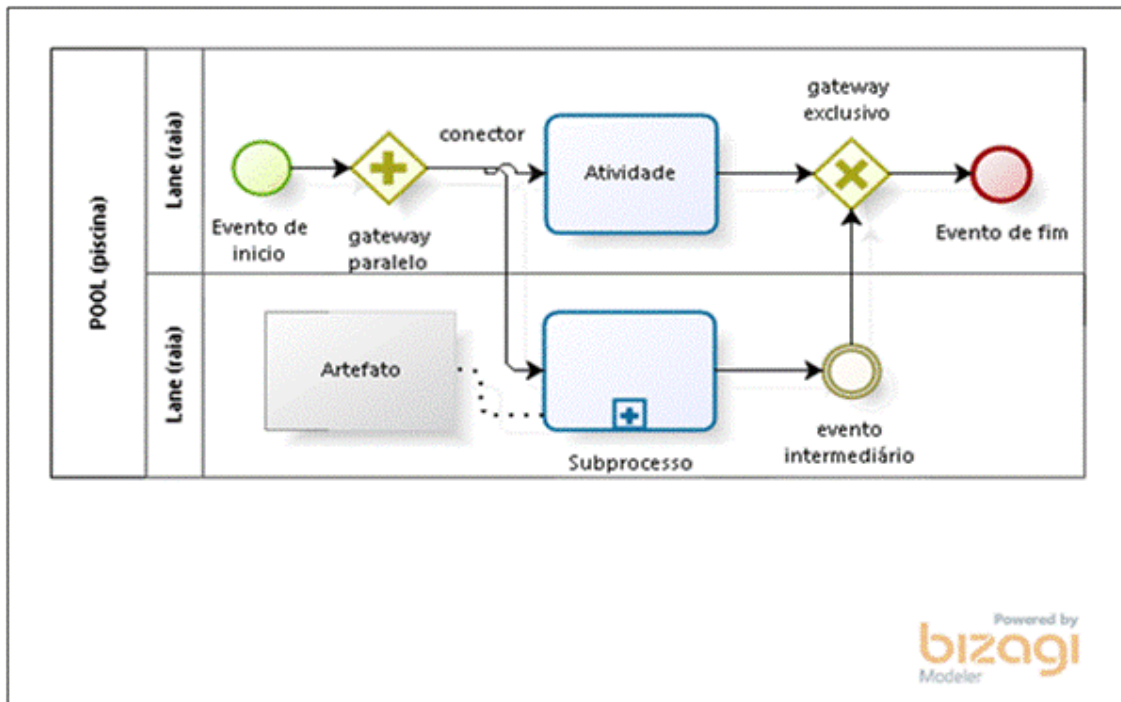 POOL (piscina)
Lane (raia)
gateway
exclusivo
conector
Atividade
Evento de
inicio
gateway
paralelo
Evento de fim
Lane (raia)
Artefato
Subprocesso
evento
intermediário
Powered by
bizagi
Modeler